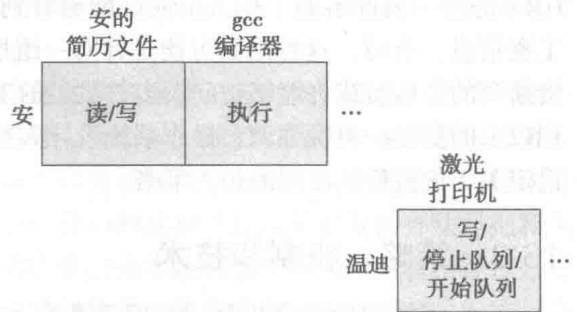 安的
简历文件
gcc
编译器
安
读/写
执行
…
激光
打印机
温迪
写/
停止队列/
开始队列
…